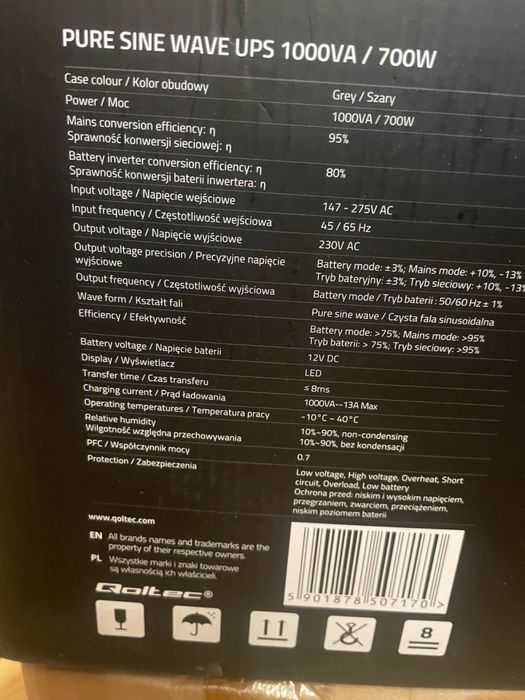 PURE SINE WAVE UPS 1000VA / 700W
Case colour / Kolor obudowy Grey / Szary
Power / Moc 1000VA / 700W
Mains conversion efficiency: η
Sprawność konwersji sieciowej: η 95%
Battery inverter conversion efficiency: η
Sprawność konwersji baterii inwertera: η 80%
Input voltage / Napięcie wejściowe 147 - 275V AC
Input frequency / Częstotliwość wejściowa 45 / 65 Hz
Output voltage / Napięcie wyjściowe 230V AC
Output voltage precision / Precyzyjne napięcie
wyjściowe
Battery mode: ±3%; Mains mode: +10%, -13%
Tryb bateryjny: ±3%; Tryb sieciowy: +10%, -13%
Output frequency / Częstotliwość wyjściowa Battery mode / Tryb baterii: 50/60 Hz ± 1%
Wave form / Kształt fali Pure sine wave / Czysta fala sinusoidalna
Efficiency / Efektywność Battery mode: >75%; Mains mode: >95%
Tryb baterii: > 75%; Tryb sieciowy: >95%
Battery voltage / Napięcie baterii 12V DC
Display / Wyświetlacz LED
Transfer time / Czas transferu ≤ 8ms
Charging current / Prąd ładowania 1000VA--13A Max
Operating temperatures / Temperatura pracy -10°C ~ 40°C
Relative humidity 10%~90%, non-condensing
Wilgotność względna przechowywania 10%~90%, bez kondensacji
PFC / Współczynnik mocy 0.7
Protection / Zabezpieczenia Low voltage, High voltage, Overheat, Short
circuit, Overload, Low battery
Ochrona przed: niskim i wysokim napięciem,
przegrzaniem, zwarciem, przeciążeniem,
niskim poziomem baterii
www.qoltec.com
EN All brands names and trademarks are the
property of their respective owners.
PL Wszystkie marki i znaki towarowe
są własnością ich właścicieli.
Qoltec®
5 901878 507170 >
8